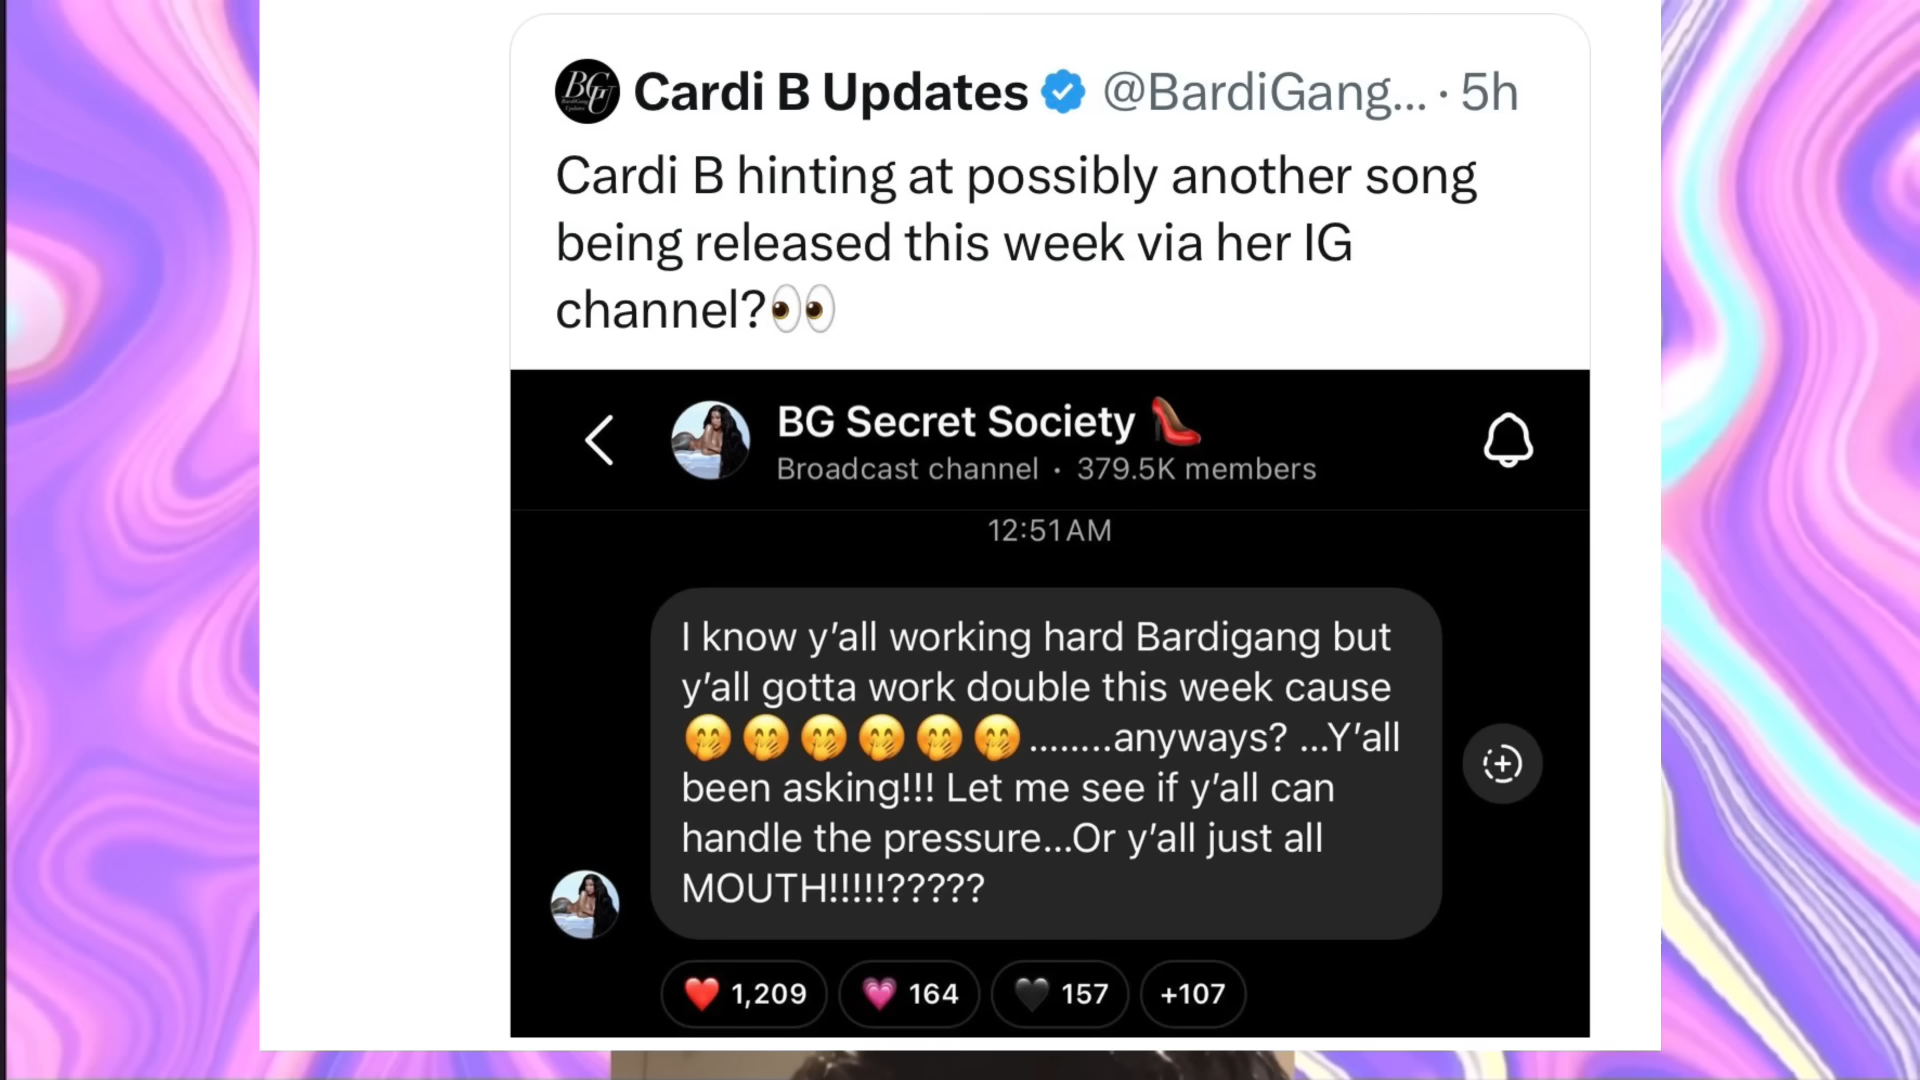 BGU
Cardi B Updates @BardiGang... · 5h
Cardi B hinting at possibly another song
being released this week via her IG
channel?👀
BG Secret Society 👠
Broadcast channel · 379.5K members
12:51 AM
I know y’all working hard Bardigang but
y’all gotta work double this week cause
🤭🤭🤭🤭🤭🤭........anyways? ...Y’all
been asking!!! Let me see if y’all can
handle the pressure...Or y’all just all
MOUTH!!!!!?????
❤️ 1,209 💗 164 🖤 157 +107